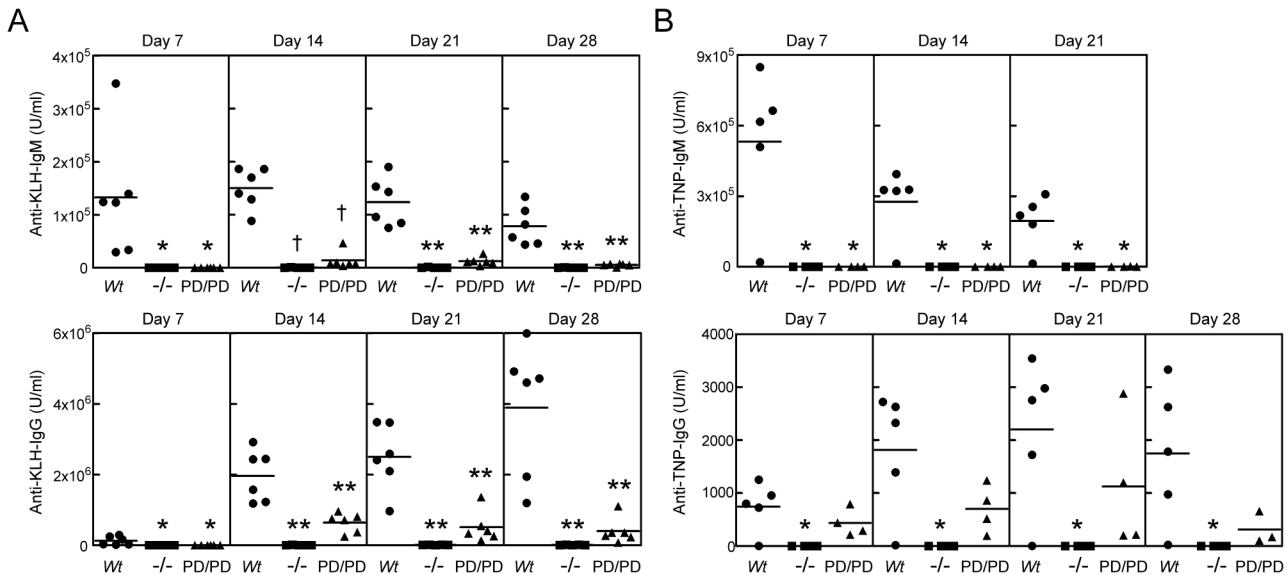 A
Day 7 Day 14 Day 21 Day 28
Anti-KLH-IgM (U/ml)
4x10⁵
3x10⁵
2x10⁵
1x10⁵
0
* * † † ** ** ** **
Wt -/- PD/PD Wt -/- PD/PD Wt -/- PD/PD Wt -/- PD/PD
B
Day 7 Day 14 Day 21
Anti-TNP-IgM (U/ml)
9x10⁵
6x10⁵
3x10⁵
0
* * * * * *
Wt -/- PD/PD Wt -/- PD/PD Wt -/- PD/PD
Day 7 Day 14 Day 21 Day 28
Anti-KLH-IgG (U/ml)
6x10⁶
4x10⁶
2x10⁶
0
* * ** ** ** ** ** **
Wt -/- PD/PD Wt -/- PD/PD Wt -/- PD/PD Wt -/- PD/PD
Day 7 Day 14 Day 21 Day 28
Anti-TNP-IgG (U/ml)
4000
3000
2000
1000
0
* * * *
Wt -/- PD/PD Wt -/- PD/PD Wt -/- PD/PD Wt -/- PD/PD